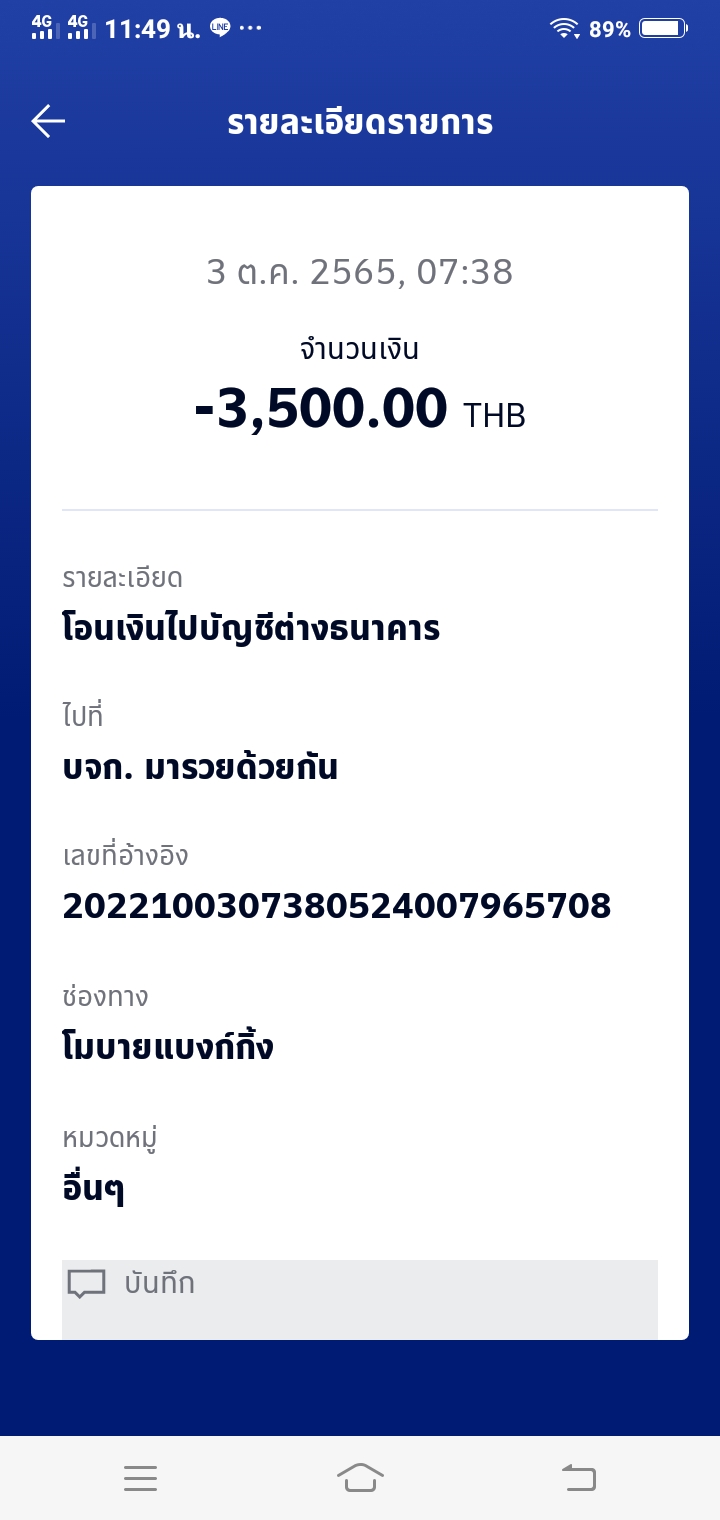 4G 4G 11:49 น. LINE ... 89%
รายละเอียดรายการ
3 ต.ค. 2565, 07:38
จำนวนเงิน
-3,500.00 THB
รายละเอียด
โอนเงินไปบัญชีต่างธนาคาร
ไปที่
บจก. มารวยด้วยกัน
เลขที่อ้างอิง
2022100307380524007965708
ช่องทาง
โมบายแบงก์กิ้ง
หมวดหมู่
อื่นๆ
บันทึก